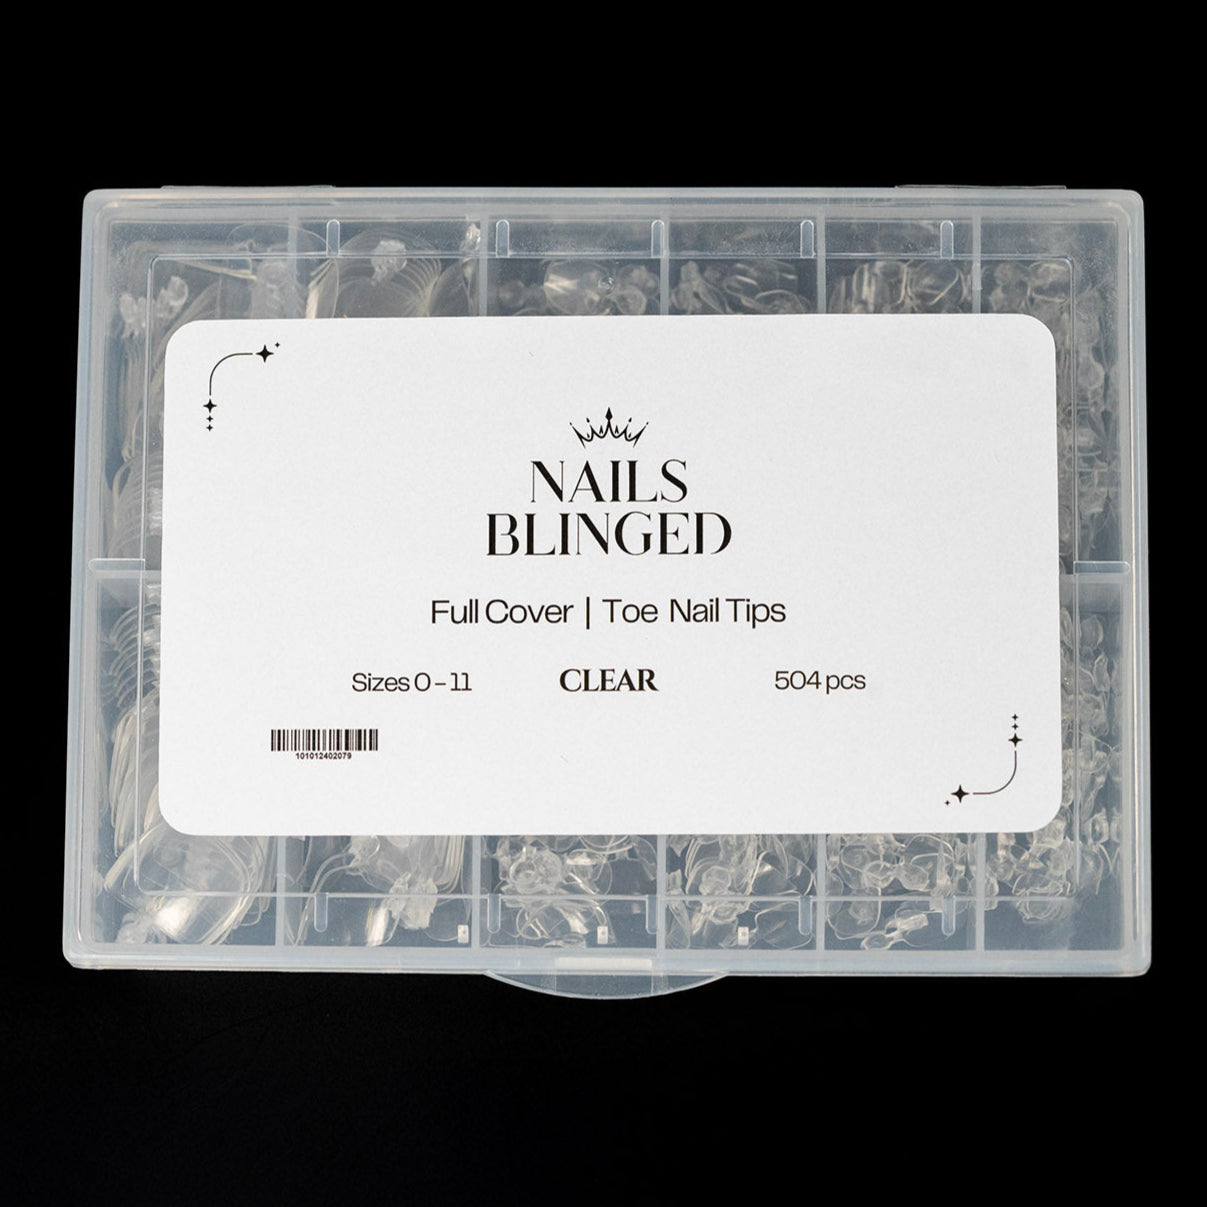 NAILS
BLINGED
Full Cover | Toe Nail Tips
Sizes 0 – 11 CLEAR 504 pcs
101012402079